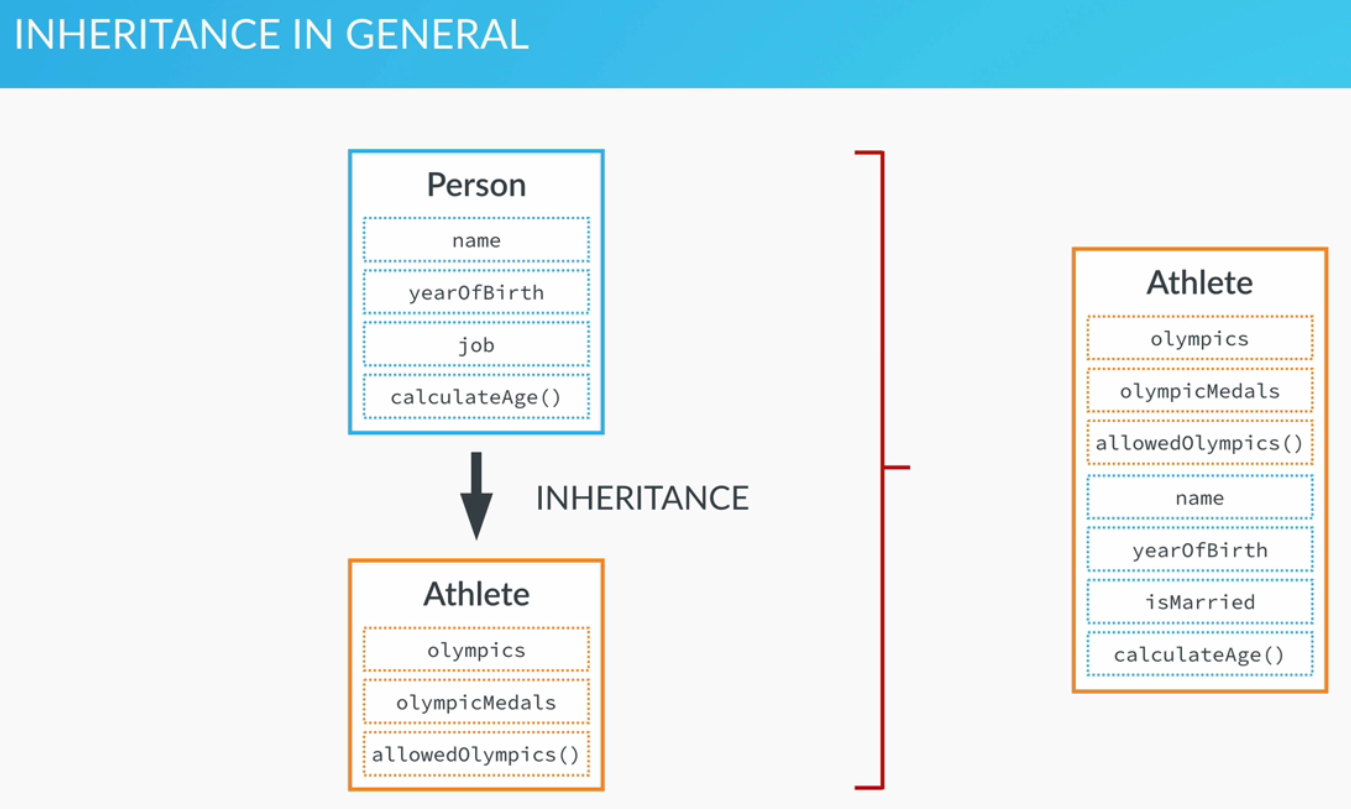 INHERITANCE IN GENERAL
Person
name
yearOfBirth
job
calculateAge()
INHERITANCE
Athlete
olympics
olympicMedals
allowedOlympics()
Athlete
olympics
olympicMedals
allowedOlympics()
name
yearOfBirth
isMarried
calculateAge()